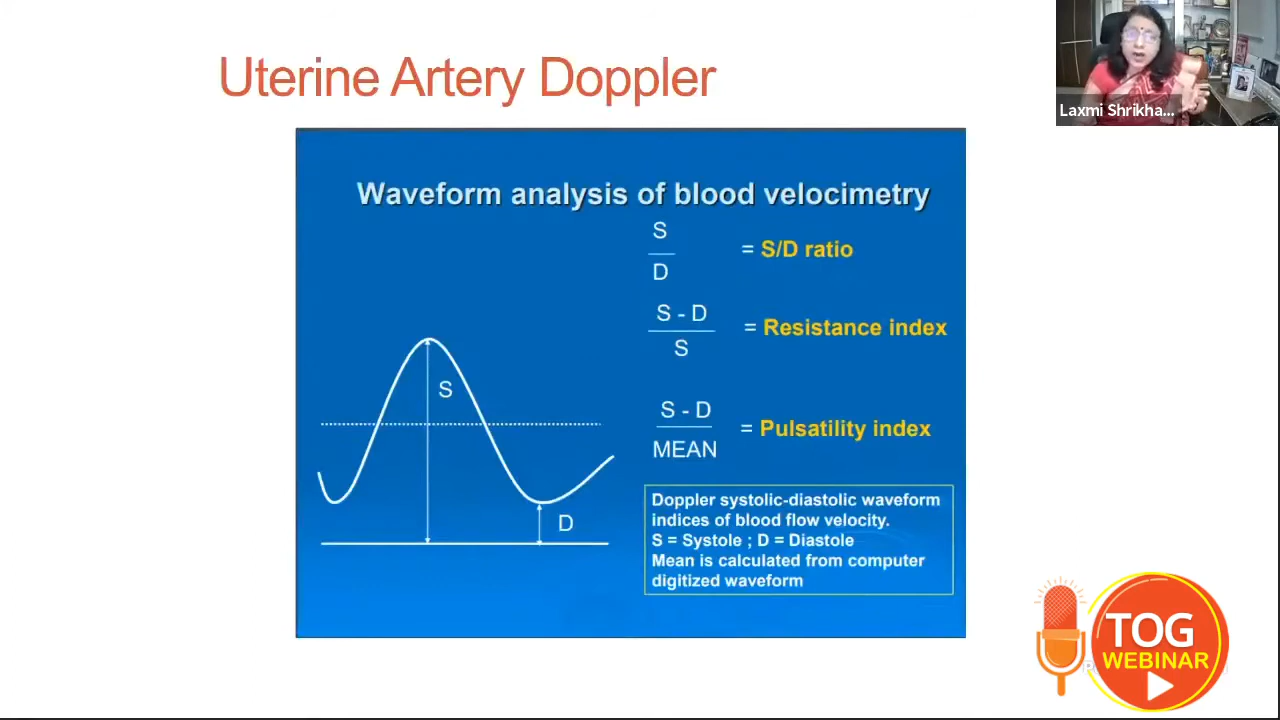 Uterine Artery Doppler
Laxmi Shrikha...
Waveform analysis of blood velocimetry
S
D
= S/D ratio
S - D
S
= Resistance index
S - D
MEAN
= Pulsatility index
S
D
Doppler systolic-diastolic waveform
indices of blood flow velocity.
S = Systole ; D = Diastole
Mean is calculated from computer
digitized waveform
TOG
WEBINAR